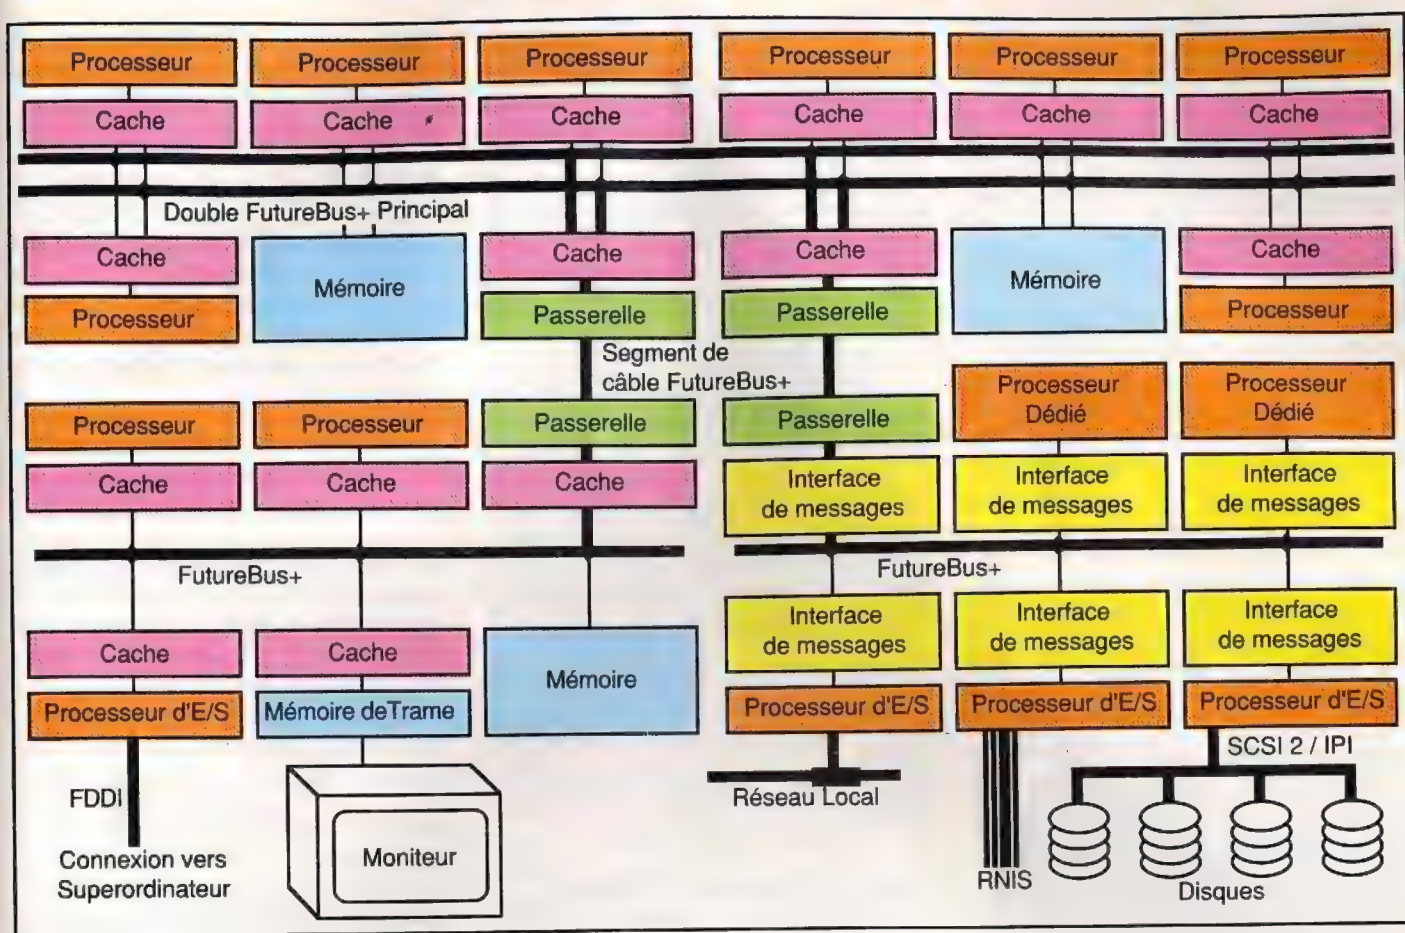 Processeur Processeur Processeur Processeur Processeur Processeur
Cache Cache Cache Cache Cache Cache
Double FutureBus+ Principal
Cache Mémoire Cache Cache Mémoire Cache
Processeur Passerelle Passerelle Processeur
Segment de
câble FutureBus+
Processeur Processeur Passerelle Passerelle Processeur
Dédié Processeur
Dédié
Cache Cache Cache Interface
de messages Interface
de messages Interface
de messages
FutureBus+ FutureBus+
Cache Cache Mémoire Interface
de messages Interface
de messages Interface
de messages
Processeur d'E/S Mémoire deTrame Processeur d'E/S Processeur d'E/S Processeur d'E/S
SCSI 2 / IPI
FDDI
Réseau Local
Moniteur
Connexion vers
Superordinateur
RNIS
Disques